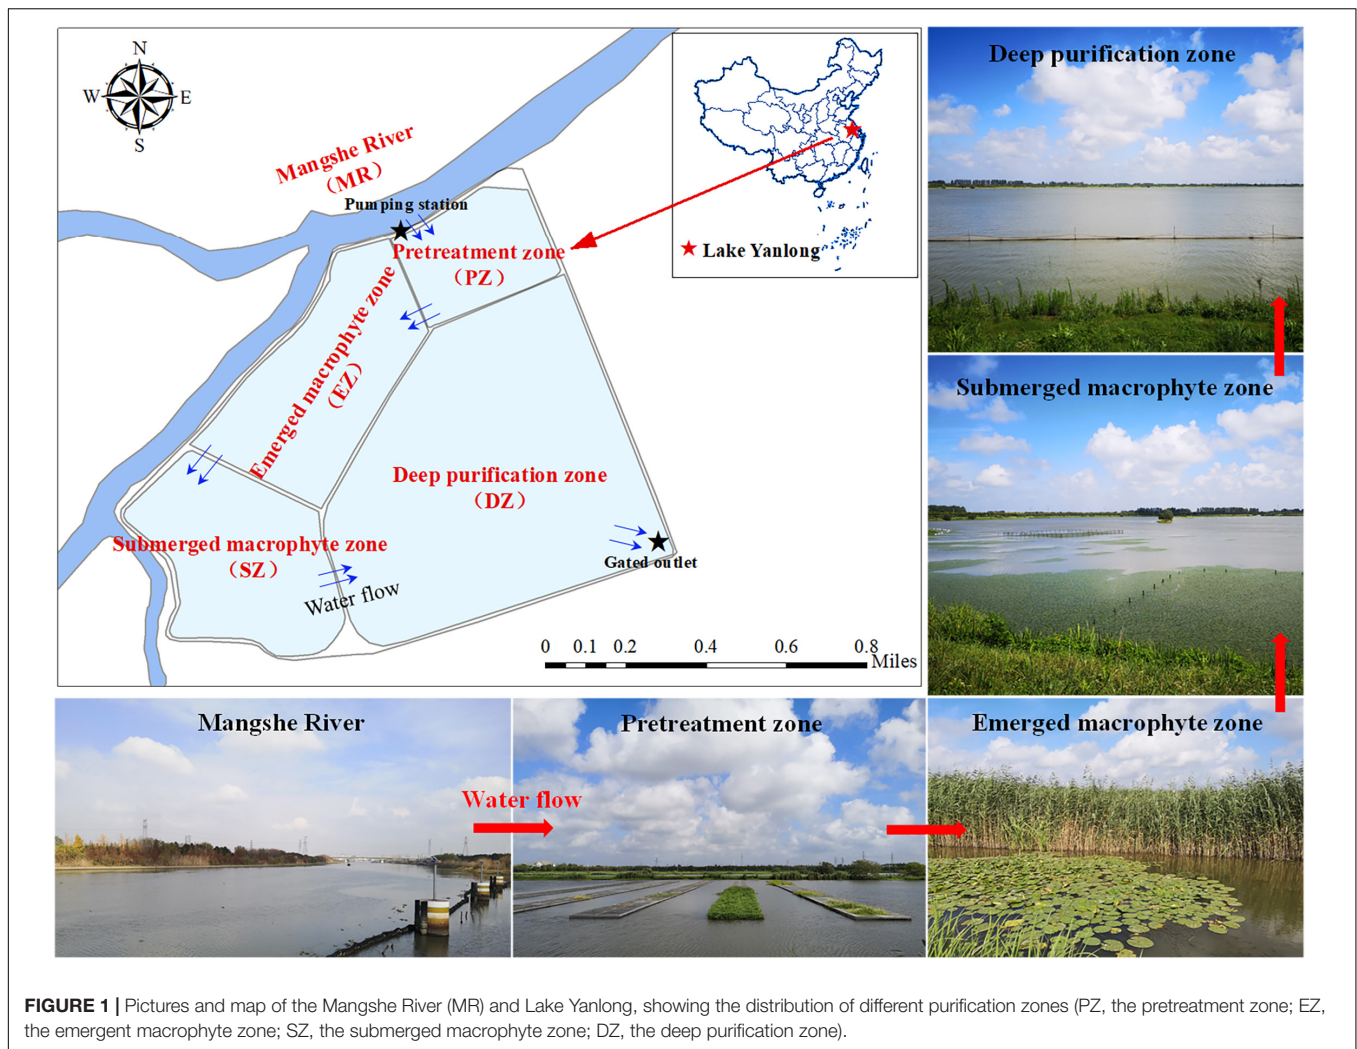 N
W E
S
Mangshe River
(MR)
Pumping station
Pretreatment zone
(PZ)
Emerged macrophyte zone
(EZ)
Deep purification zone
(DZ)
Submerged macrophyte zone
(SZ)
Water flow
Gated outlet
0 0.1 0.2 0.4 0.6 0.8
Miles
Lake Yanlong
Deep purification zone
Submerged macrophyte zone
Mangshe River
Water flow
Pretreatment zone
Emerged macrophyte zone
FIGURE 1 | Pictures and map of the Mangshe River (MR) and Lake Yanlong, showing the distribution of different purification zones (PZ, the pretreatment zone; EZ,
the emergent macrophyte zone; SZ, the submerged macrophyte zone; DZ, the deep purification zone).